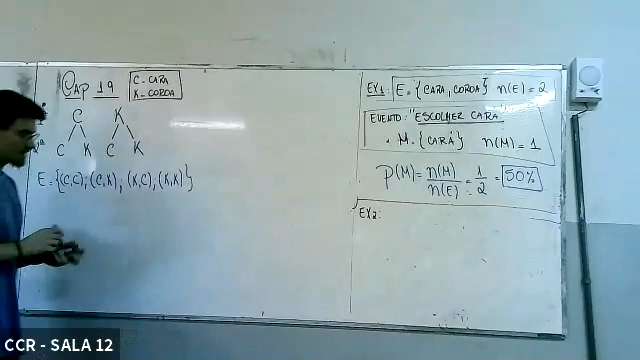 Cap 19
C - CARA
K - COROA
C K
C K C K
E = {(C,C); (C,K); (K,C); (K,K)}
EX1: E = {CARA, COROA} n(E) = 2
EVENTO: "ESCOLHER CARA"
M = {CARA} n(M) = 1
P(M) = n(M)/n(E) = 1/2 = 50%
EX2:
CCR - SALA 12